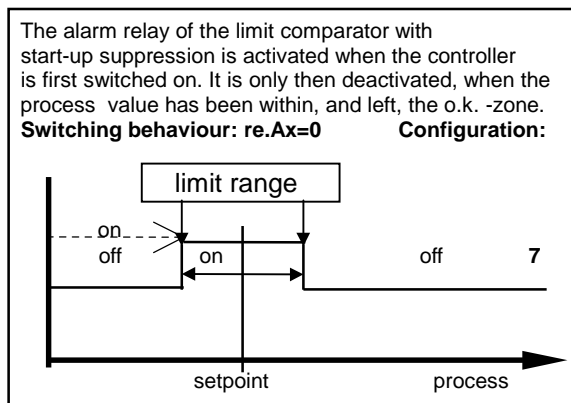 The alarm relay of the limit comparator with
start-up suppression is activated when the controller
is first switched on. It is only then deactivated, when the
process value has been within, and left, the o.k. -zone.
Switching behaviour: re.Ax=0 Configuration:
limit range
on
off on off 7
setpoint process